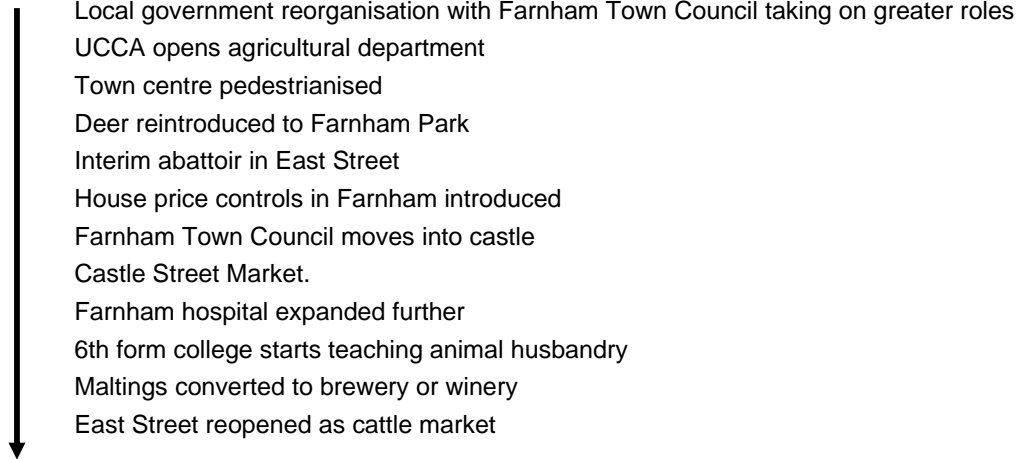 Local government reorganisation with Farnham Town Council taking on greater roles
UCCA opens agricultural department
Town centre pedestrianised
Deer reintroduced to Farnham Park
Interim abattoir in East Street
House price controls in Farnham introduced
Farnham Town Council moves into castle
Castle Street Market.
Farnham hospital expanded further
6th form college starts teaching animal husbandry
Maltings converted to brewery or winery
East Street reopened as cattle market